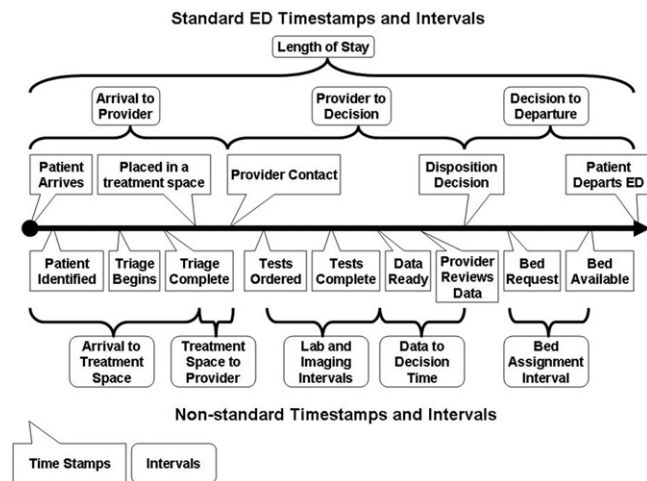 Standard ED Timestamps and Intervals
Length of Stay
Arrival to
Provider
Provider to
Decision
Decision to
Departure
Patient
Arrives
Placed in a
treatment space
Provider Contact
Disposition
Decision
Patient
Departs ED
Patient
Identified
Triage
Begins
Triage
Complete
Tests
Ordered
Tests
Complete
Data
Ready
Provider
Reviews
Data
Bed
Request
Bed
Available
Arrival to
Treatment
Space
Treatment
Space to
Provider
Lab and
Imaging
Intervals
Data to
Decision
Time
Bed
Assignment
Interval
Non-standard Timestamps and Intervals
Time Stamps
Intervals